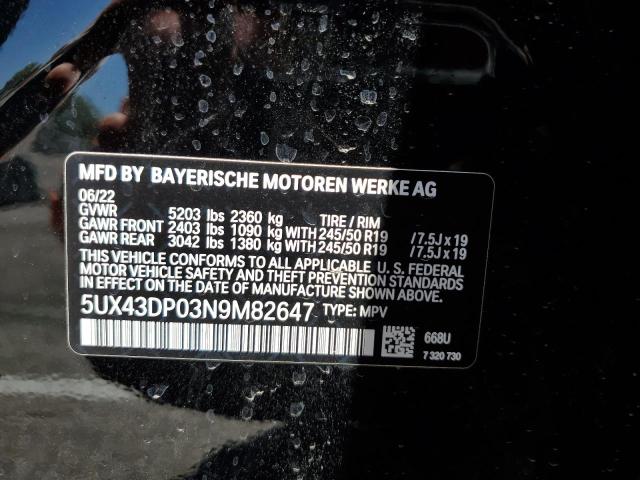 MFD BY BAYERISCHE MOTOREN WERKE AG
06/22
GVWR 5203 lbs 2360 kg TIRE / RIM
GAWR FRONT 2403 lbs 1090 kg WITH 245/50 R19 /7.5J x 19
GAWR REAR 3042 lbs 1380 kg WITH 245/50 R19 /7.5J x 19
THIS VEHICLE CONFORMS TO ALL APPLICABLE U. S. FEDERAL
MOTOR VEHICLE SAFETY AND THEFT PREVENTION STANDARDS
IN EFFECT ON THE DATE OF MANUFACTURE SHOWN ABOVE.
5UX43DP03N9M82647 TYPE: MPV
668U
7 320 730